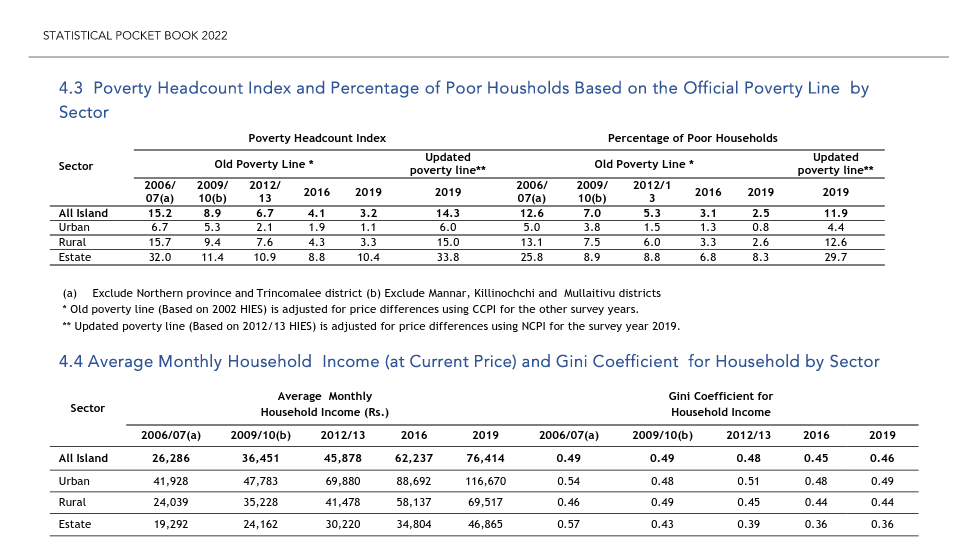 STATISTICAL POCKET BOOK 2022
4.3 Poverty Headcount Index and Percentage of Poor Housholds Based on the Official Poverty Line by
Sector
Poverty Headcount Index Percentage of Poor Households
Sector Old Poverty Line * Updated poverty line** Old Poverty Line * Updated poverty line**
2006/07(a) 2009/10(b) 2012/13 2016 2019 2019 2006/07(a) 2009/10(b) 2012/13 2016 2019 2019
All Island 15.2 8.9 6.7 4.1 3.2 14.3 12.6 7.0 5.3 3.1 2.5 11.9
Urban 6.7 5.3 2.1 1.9 1.1 6.0 5.0 3.8 1.5 1.3 0.8 4.4
Rural 15.7 9.4 7.6 4.3 3.3 15.0 13.1 7.5 6.0 3.3 2.6 12.6
Estate 32.0 11.4 10.9 8.8 10.4 33.8 25.8 8.9 8.8 6.8 8.3 29.7
(a) Exclude Northern province and Trincomalee district (b) Exclude Mannar, Killinochchi and Mullaitivu districts
* Old poverty line (Based on 2002 HIES) is adjusted for price differences using CCPI for the other survey years.
** Updated poverty line (Based on 2012/13 HIES) is adjusted for price differences using NCPI for the survey year 2019.
4.4 Average Monthly Household Income (at Current Price) and Gini Coefficient for Household by Sector
Sector Average Monthly Household Income (Rs.) Gini Coefficient for Household Income
2006/07(a) 2009/10(b) 2012/13 2016 2019 2006/07(a) 2009/10(b) 2012/13 2016 2019
All Island 26,286 36,451 45,878 62,237 76,414 0.49 0.49 0.48 0.45 0.46
Urban 41,928 47,783 69,880 88,692 116,670 0.54 0.48 0.51 0.48 0.49
Rural 24,039 35,228 41,478 58,137 69,517 0.46 0.49 0.45 0.44 0.44
Estate 19,292 24,162 30,220 34,804 46,865 0.57 0.43 0.39 0.36 0.36